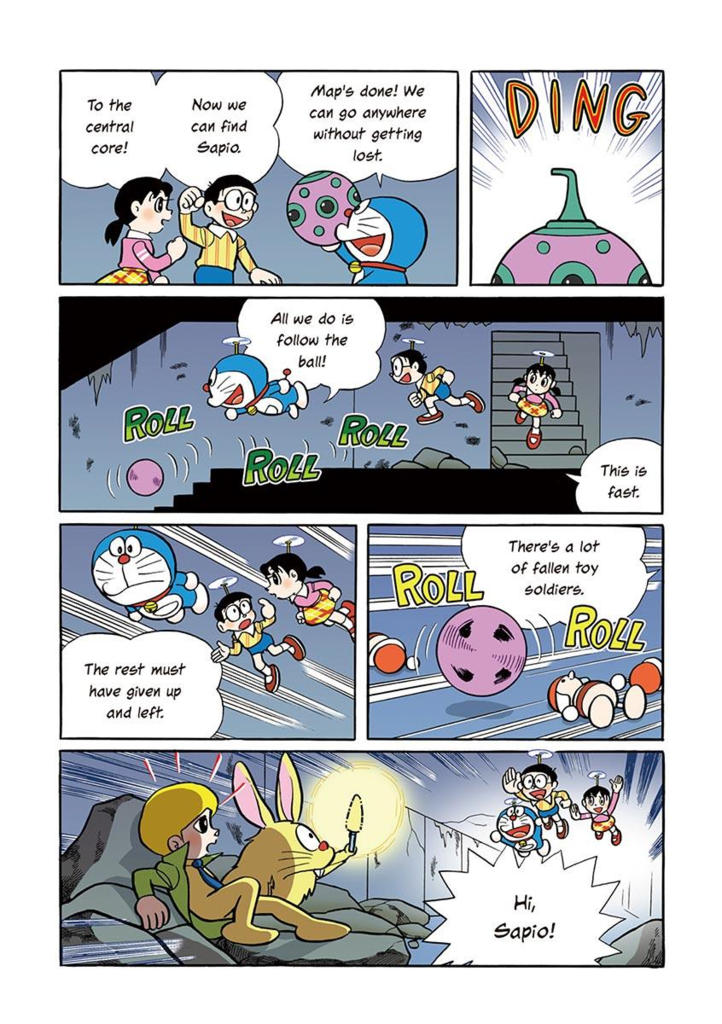 To the
central
core!
Now we
can find
Sapio.
Map's done! We
can go anywhere
without getting
lost.
DING
All we do is
follow the
ball!
ROLL
ROLL
ROLL
This is
fast.
The rest must
have given up
and left.
There's a lot
of fallen toy
soldiers.
ROLL
ROLL
Hi,
Sapio!